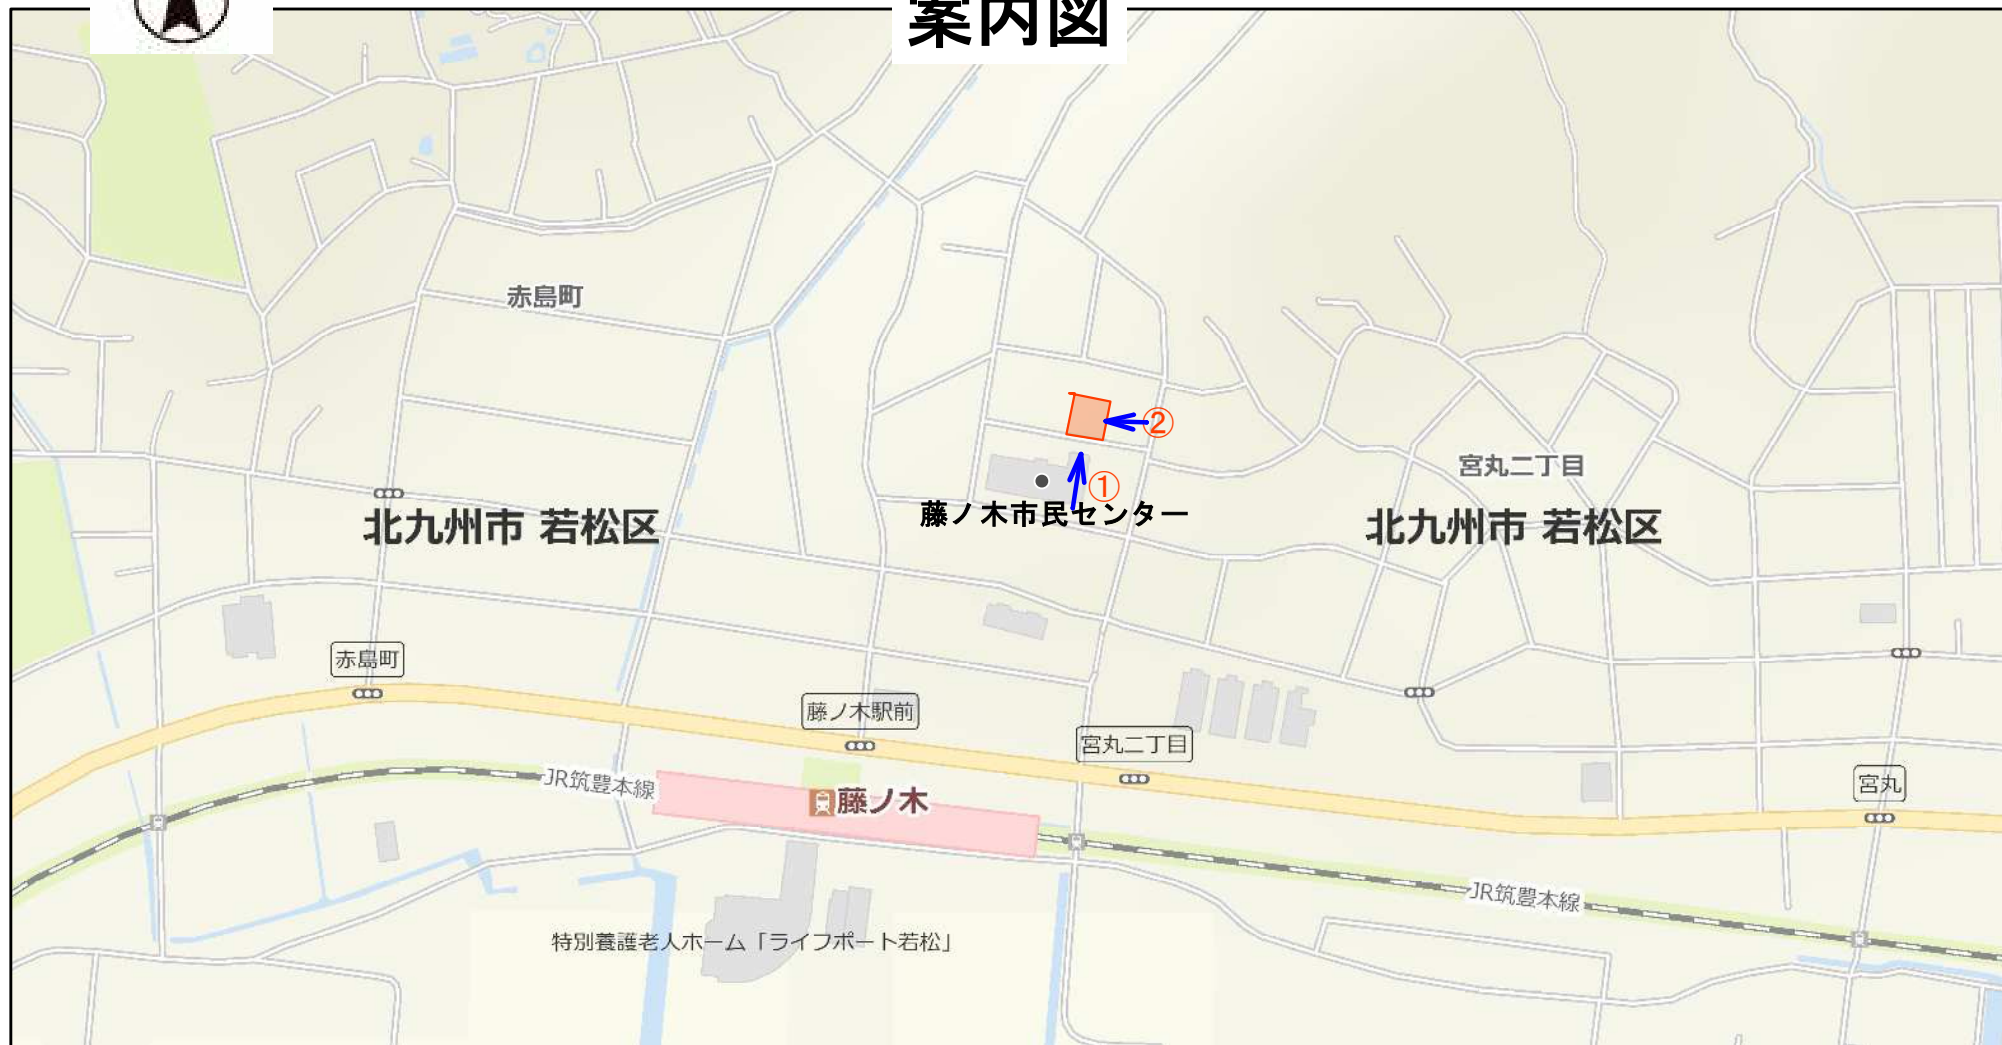 案内図
赤島町
②
宮丸二丁目
①
藤ノ木市民センター
北九州市 若松区
北九州市 若松区
赤島町
藤ノ木駅前
宮丸二丁目
JR筑豊本線
宮丸
藤ノ木
JR筑豊本線
特別養護老人ホーム「ライフポート若松」